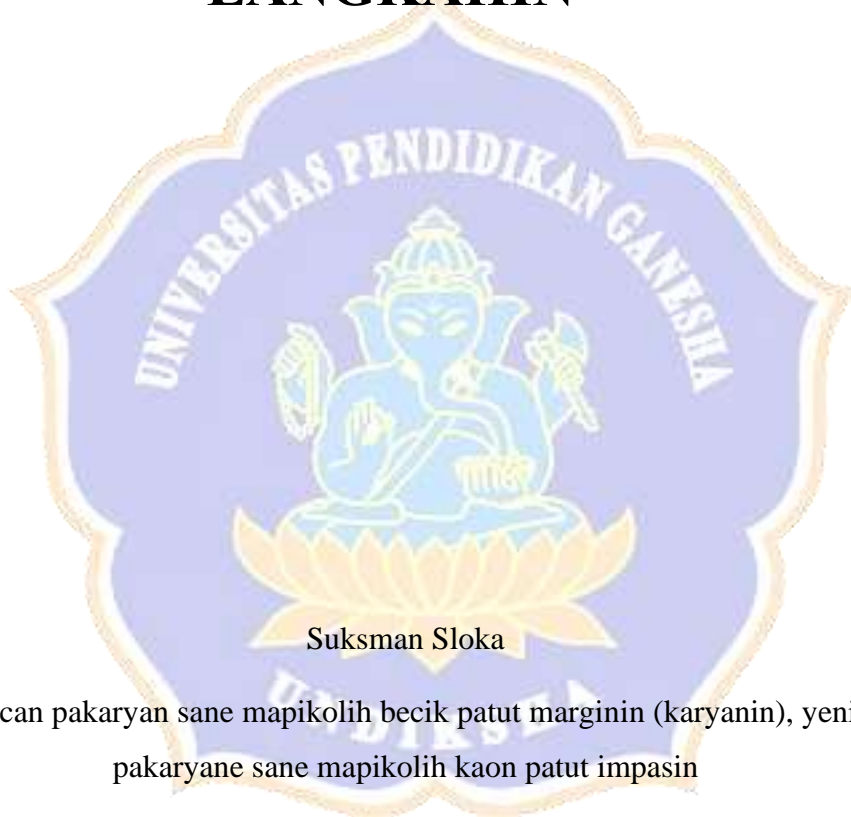 UNIVERSITAS PENDIDIKAN GANESHA
Suksman Sloka
can pakaryan sane mapikolih becik patut marginin (karyanin), yeni
pakaryane sane mapikolih kaon patut impasin
UNDIKSHA